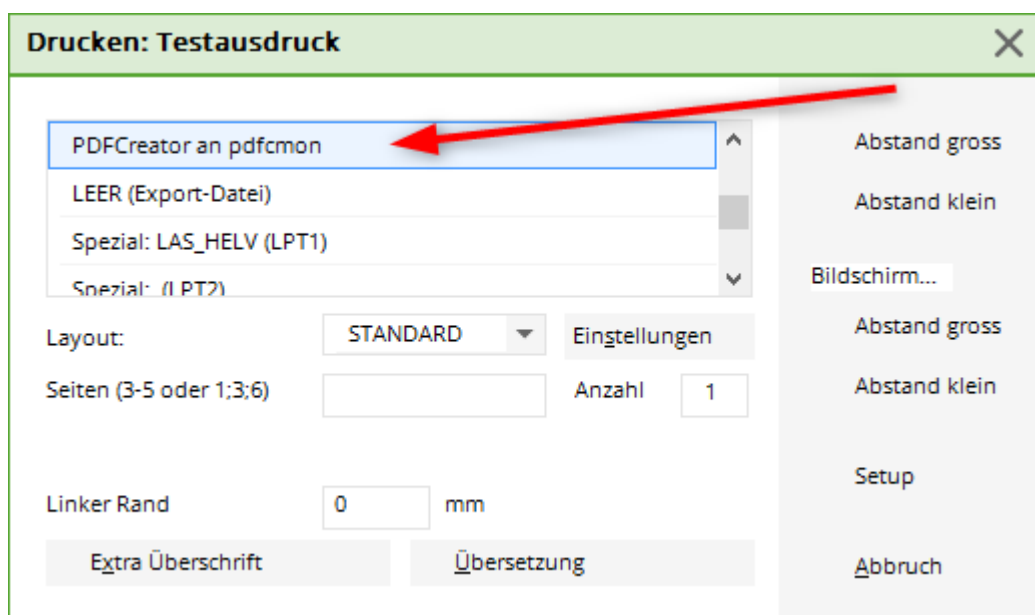 Drucken: Testausdruck
PDFCreator an pdfcmon
LEER (Export-Datei)
Spezial: LAS_HELV (LPT1)
Spezial: (LPT2)
Layout:
STANDARD
Einstellungen
Seiten (3-5 oder 1;3;6)
Anzahl
1
Linker Rand
0
mm
Extra Überschrift
Übersetzung
Abstand gross
Abstand klein
Bildschirm...
Abstand gross
Abstand klein
Setup
Abbruch